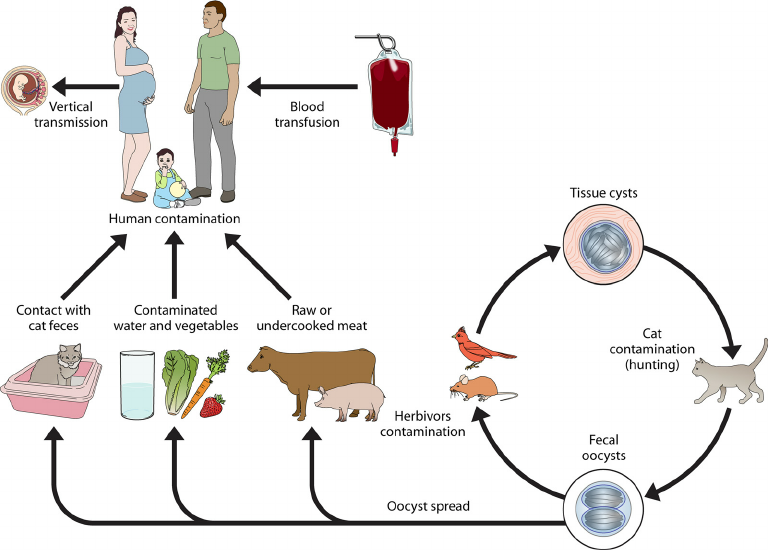 Vertical
transmission
Blood
transfusion
Human contamination
Tissue cysts
Contact with
cat feces
Contaminated
water and vegetables
Raw or
undercooked meat
Cat
contamination
(hunting)
Herbivors
contamination
Fecal
oocysts
Oocyst spread